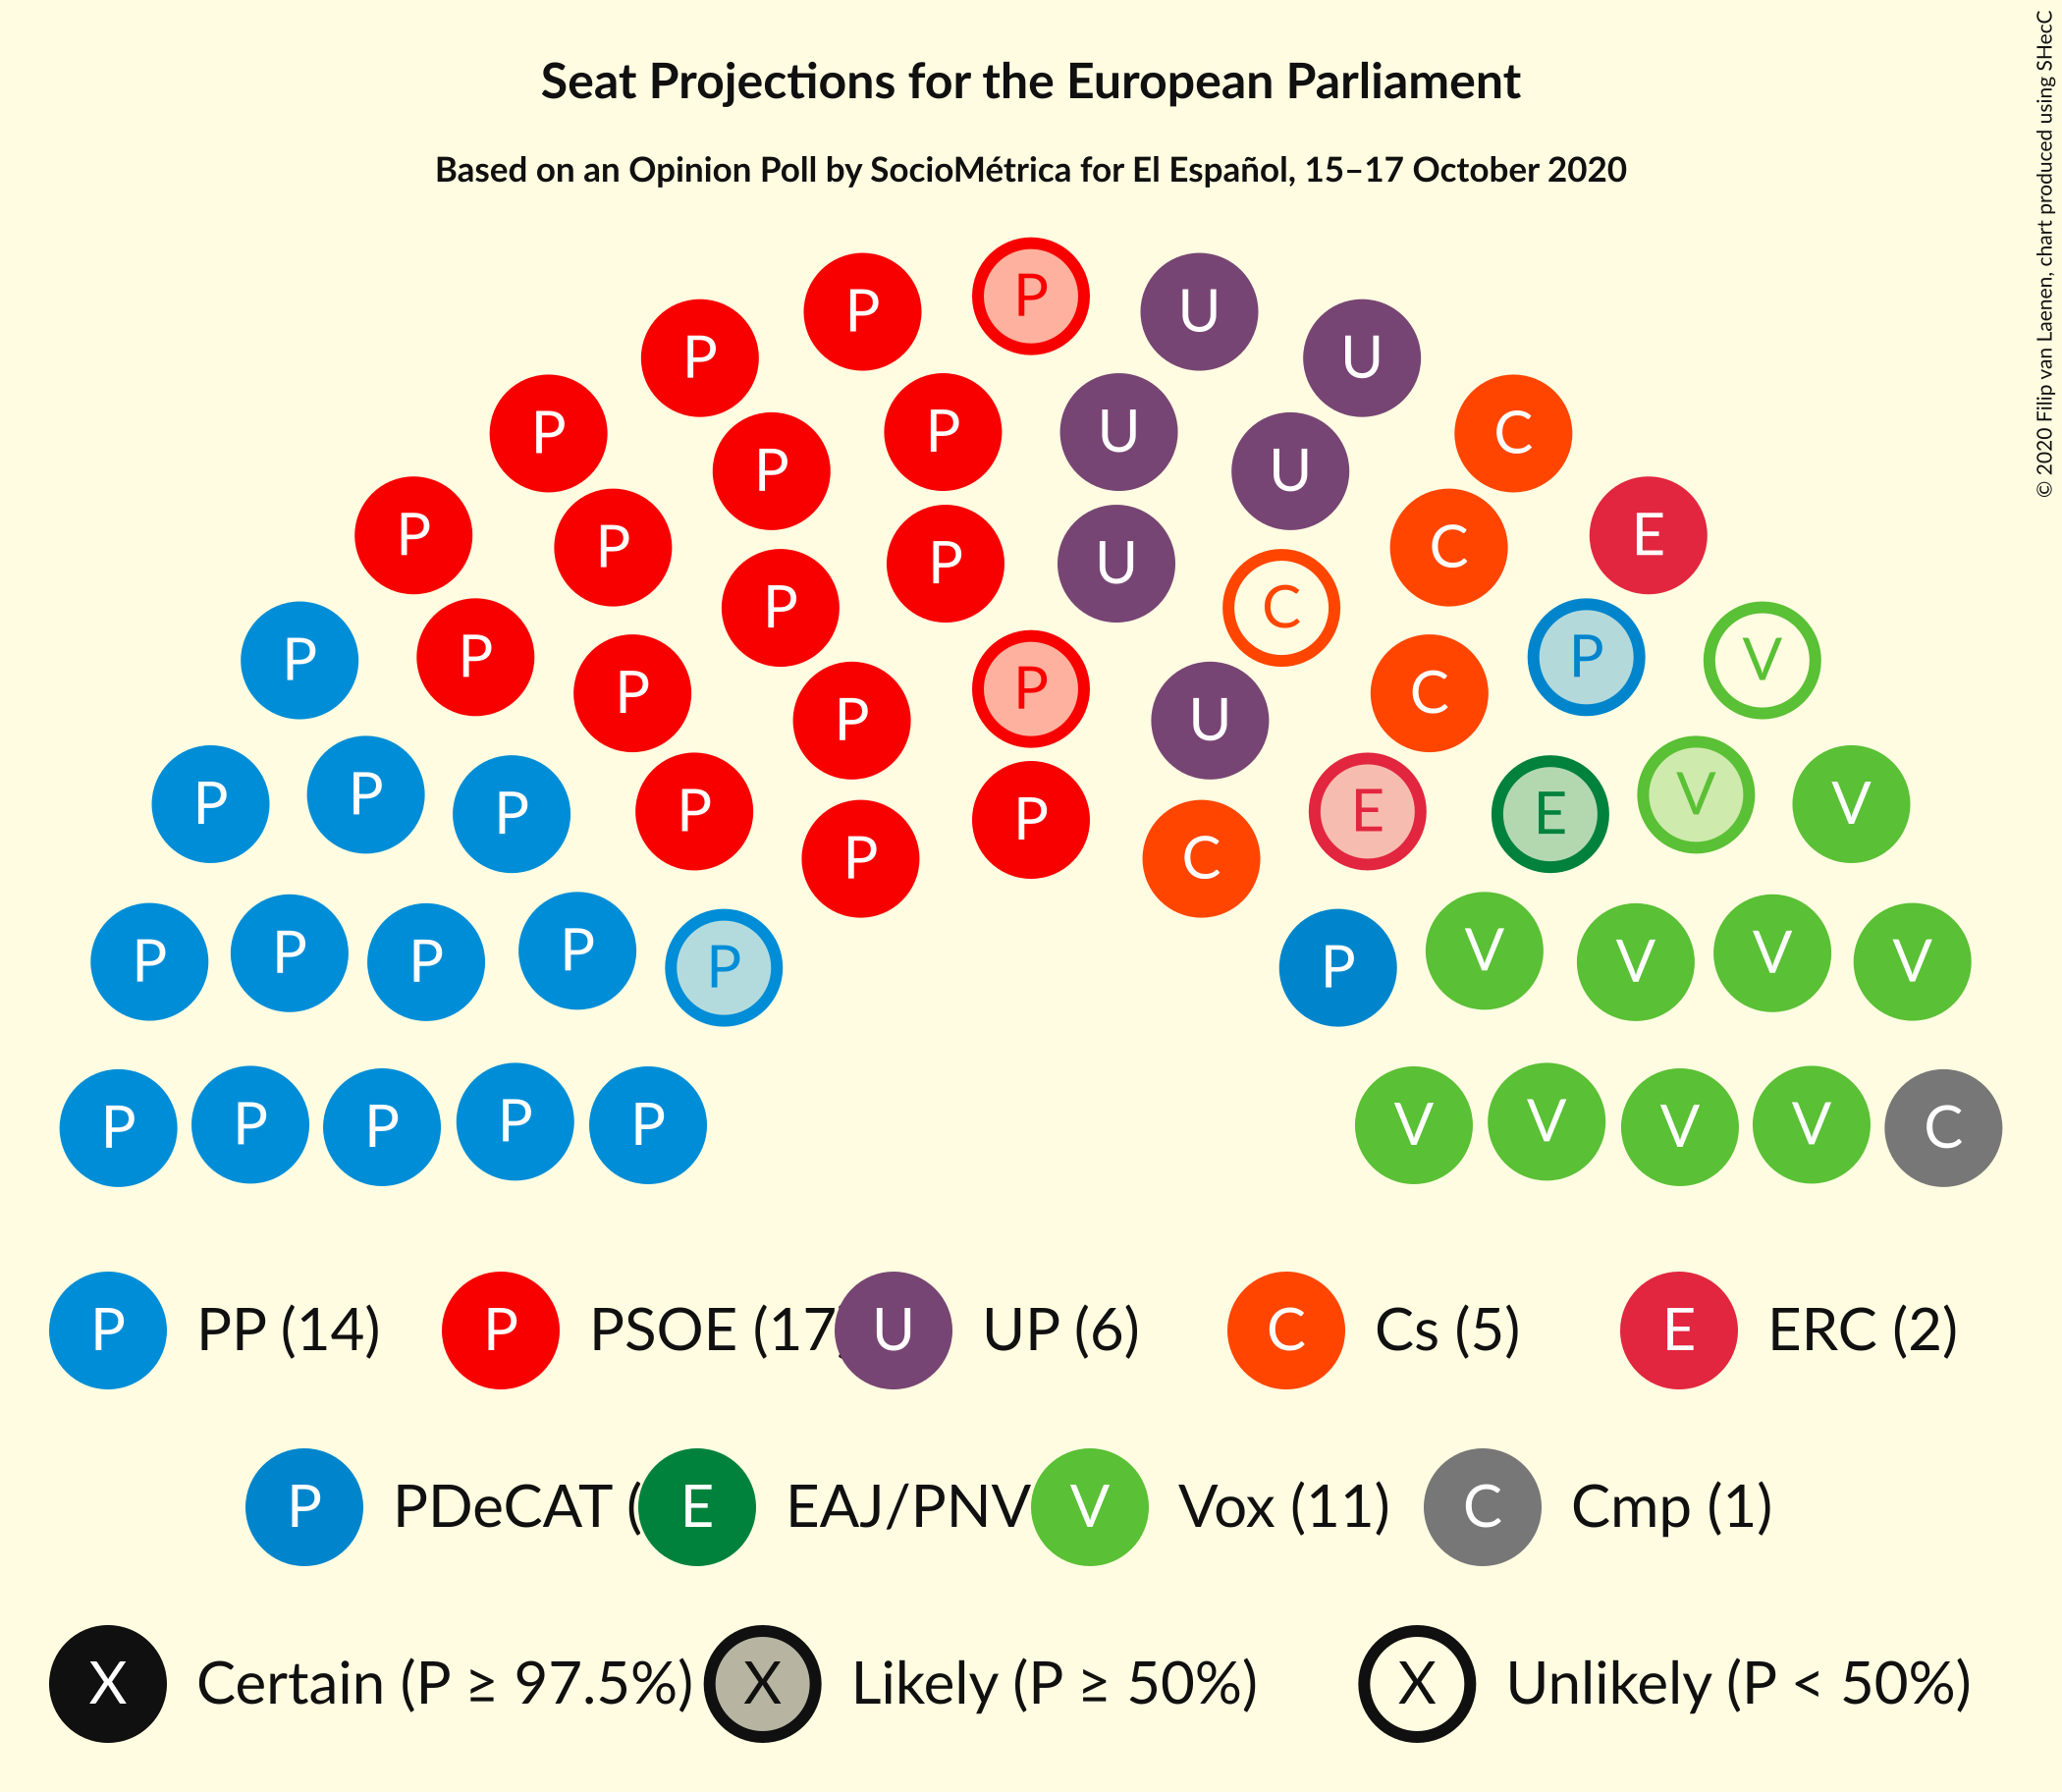 Seat Projections for the European Parliament
Based on an Opinion Poll by SocioMétrica for El Español, 15–17 October 2020
© 2020 Filip van Laenen, chart produced using SHecC
P
P U
P U
P P U C
P P U
P P U E
P P C C
P P C P V
P P U
P P P P E E V V
P P C
P P P P P P V V V V
P P P P P V V V V C
P PP (14) P PSOE (17 U UP (6) C Cs (5) E ERC (2)
P PDeCAT ( E EAJ/PNV V Vox (11) C Cmp (1)
X Certain (P ≥ 97.5%) X Likely (P ≥ 50%) X Unlikely (P < 50%)